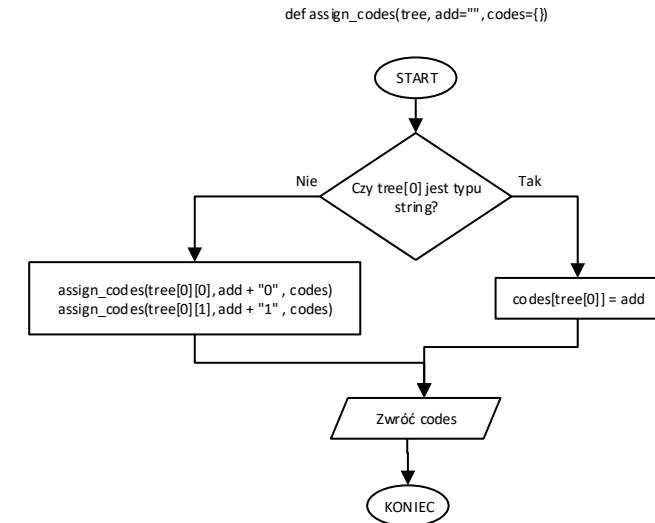 def assign_codes(tree, add="", codes={})
START
Nie
Czy tree[0] jest typu
string?
Tak
assign_codes(tree[0][0], add + "0" , codes)
assign_codes(tree[0][1], add + "1" , codes)
codes[tree[0]] = add
Zwróć codes
KONIEC